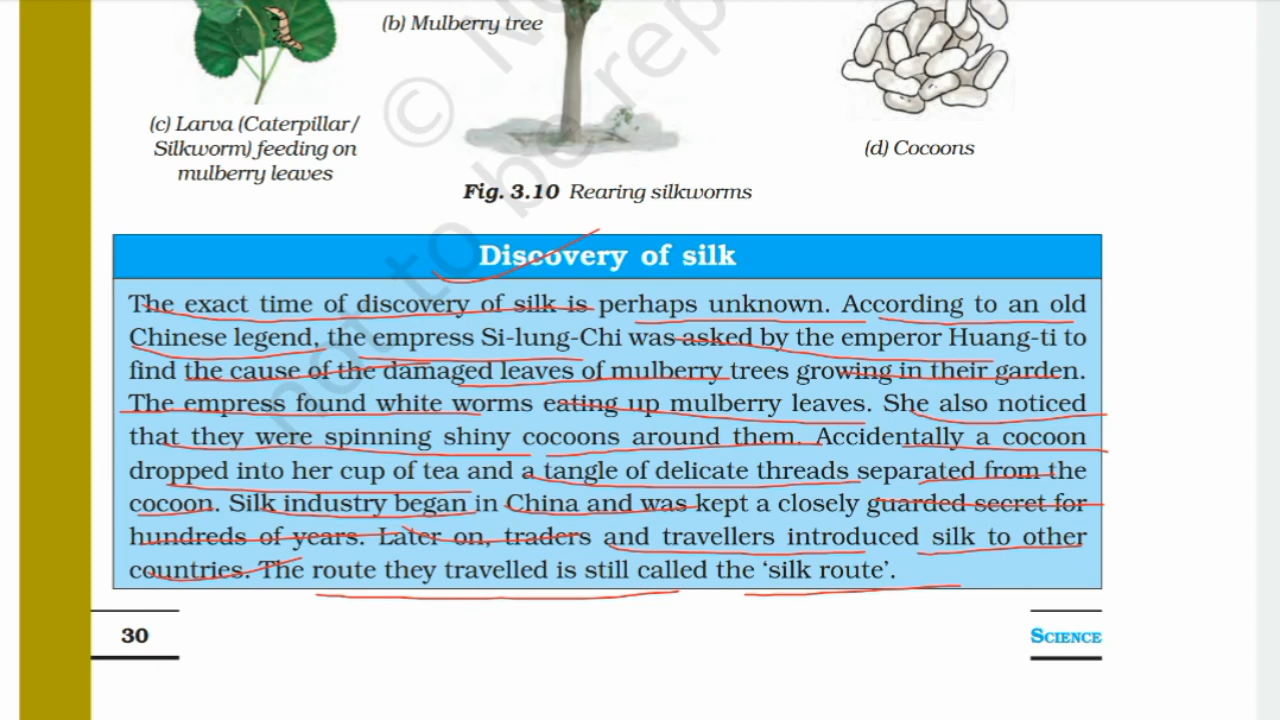 (b) Mulberry tree
(c) Larva (Caterpillar/
Silkworm) feeding on
mulberry leaves
(d) Cocoons
Fig. 3.10 Rearing silkworms
© N
not to be rep
Discovery of silk
The exact time of discovery of silk is perhaps unknown. According to an old
Chinese legend, the empress Si-lung-Chi was asked by the emperor Huang-ti to
find the cause of the damaged leaves of mulberry trees growing in their garden.
The empress found white worms eating up mulberry leaves. She also noticed
that they were spinning shiny cocoons around them. Accidentally a cocoon
dropped into her cup of tea and a tangle of delicate threads separated from the
cocoon. Silk industry began in China and was kept a closely guarded secret for
hundreds of years. Later on, traders and travellers introduced silk to other
countries. The route they travelled is still called the ‘silk route’.
30
SCIENCE